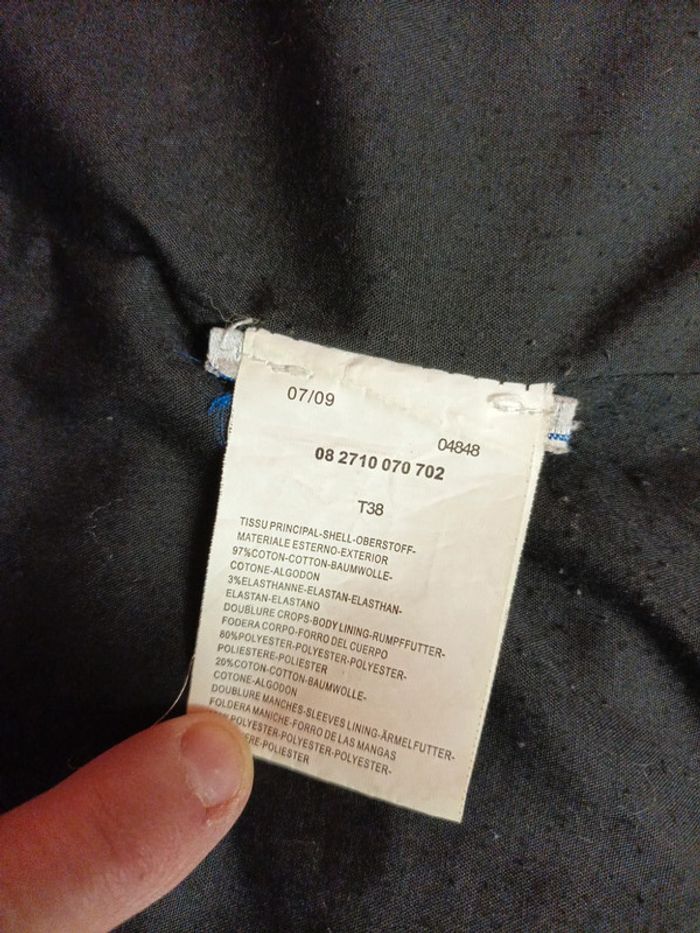 07/09
04848
08 2710 070 702
T38
TISSU PRINCIPAL-SHELL-OBERSTOFF-
MATERIALE ESTERNO-EXTERIOR
97%COTON-COTTON-BAUMWOLLE-
COTONE-ALGODON
3%ELASTHANNE-ELASTAN-ELASTHAN-
ELASTAN-ELASTANO
DOUBLURE CROPS-BODY LINING-RUMPFFUTTER-
FODERA CORPO-FORRO DEL CUERPO
80%POLYESTER-POLYESTER-POLYESTER-
POLIESTERE-POLIESTER
20%COTON-COTTON-BAUMWOLLE-
COTONE-ALGODON
DOUBLURE MANCHES-SLEEVES LINING-ÄRMELFUTTER-
FOLDERA MANICHE-FORRO DE LAS MANGAS
POLYESTER-POLYESTER-POLYESTER-
ERE-POLIESTER